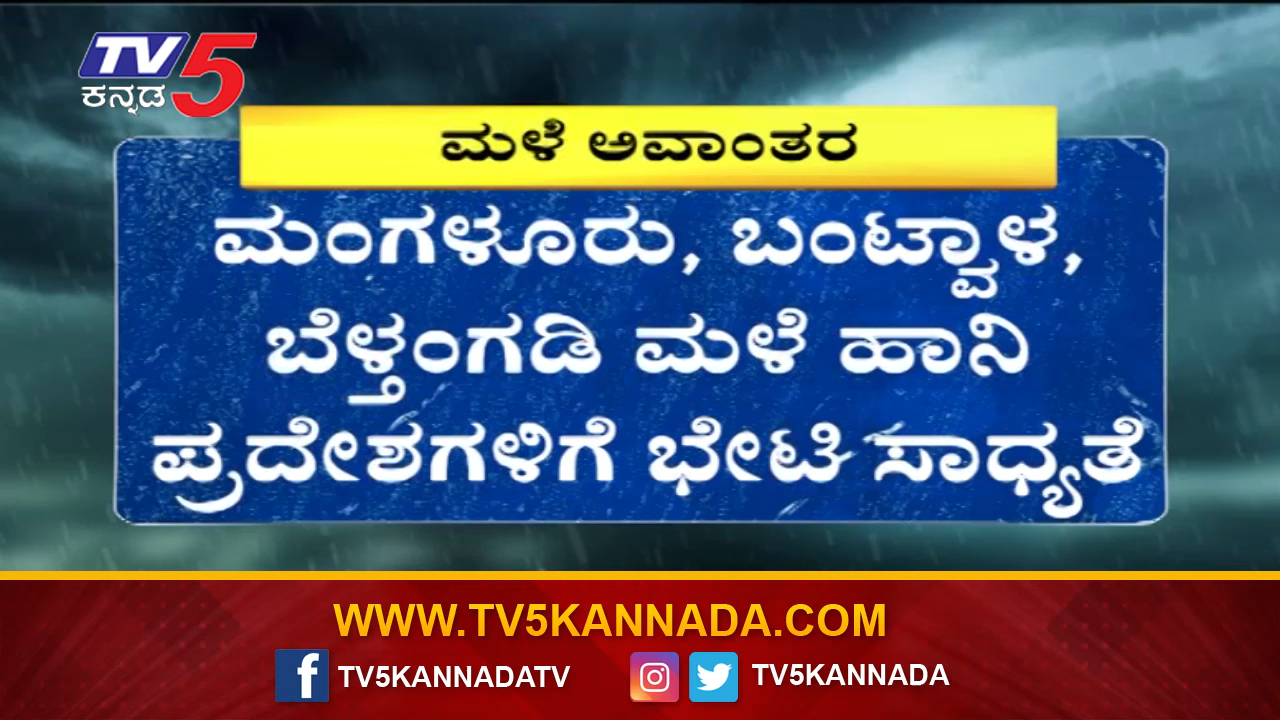 TV5
ಕನ್ನಡ
ಮಳೆ ಅವಾಂತರ
ಮಂಗಳೂರು, ಬಂಟ್ವಾಳ,
ಬೆಳ್ತಂಗಡಿ ಮಳೆ ಹಾನಿ
ಪ್ರದೇಶಗಳಿಗೆ ಭೇಟಿ ಸಾಧ್ಯತೆ
WWW.TV5KANNADA.COM
TV5KANNADATV TV5KANNADA